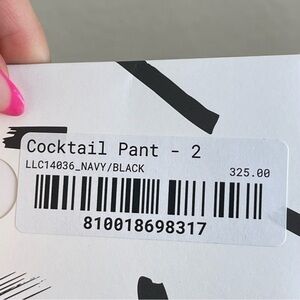 Cocktail Pant - 2
LLC14036_NAVY/BLACK 325.00
810018698317